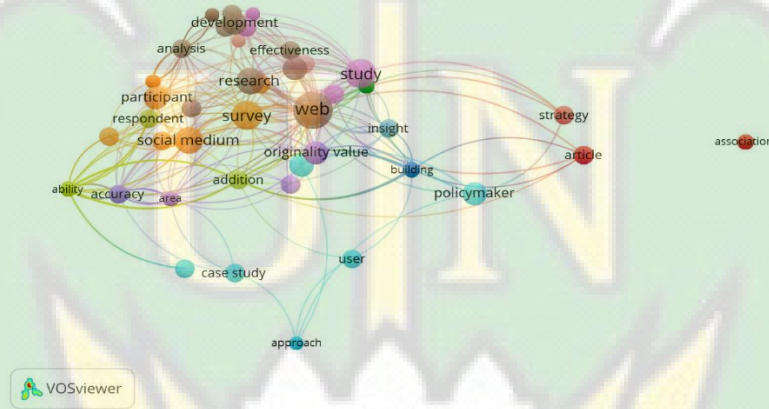 development
analysis
effectiveness
research
study
participant
web
survey
respondent
strategy
insight
social medium
association
originality value
article
building
addition
ability
accuracy
area
policymaker
user
case study
approach
VOSviewer
UIN